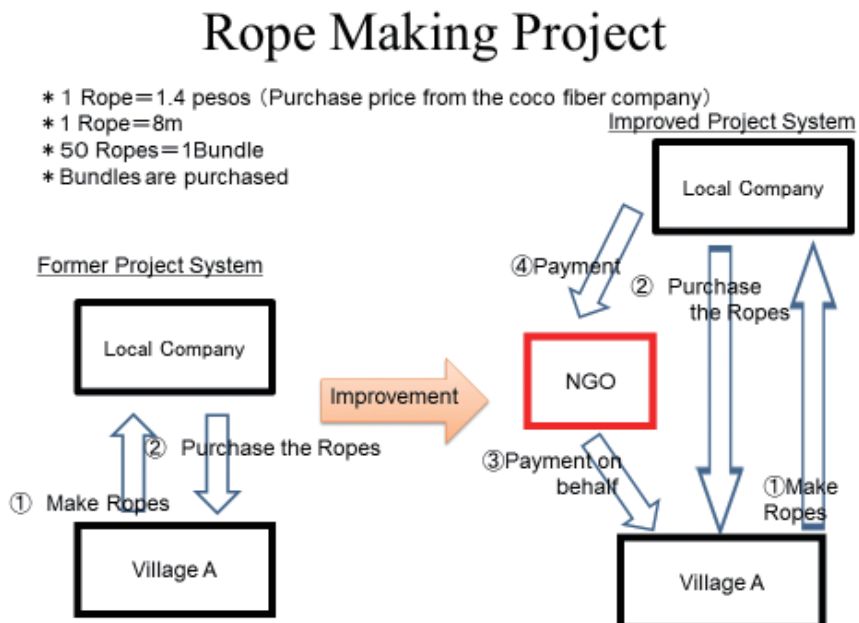 Rope Making Project
＊1 Rope＝1.4 pesos（Purchase price from the coco fiber company）
＊1 Rope＝8m
＊50 Ropes＝1Bundle
＊Bundles are purchased
Improved Project System
Local Company
Former Project System
④Payment
② Purchase
the Ropes
Local Company
NGO
Improvement
② Purchase the Ropes
③Payment on
behalf
①Make
Ropes
① Make Ropes
Village A
Village A